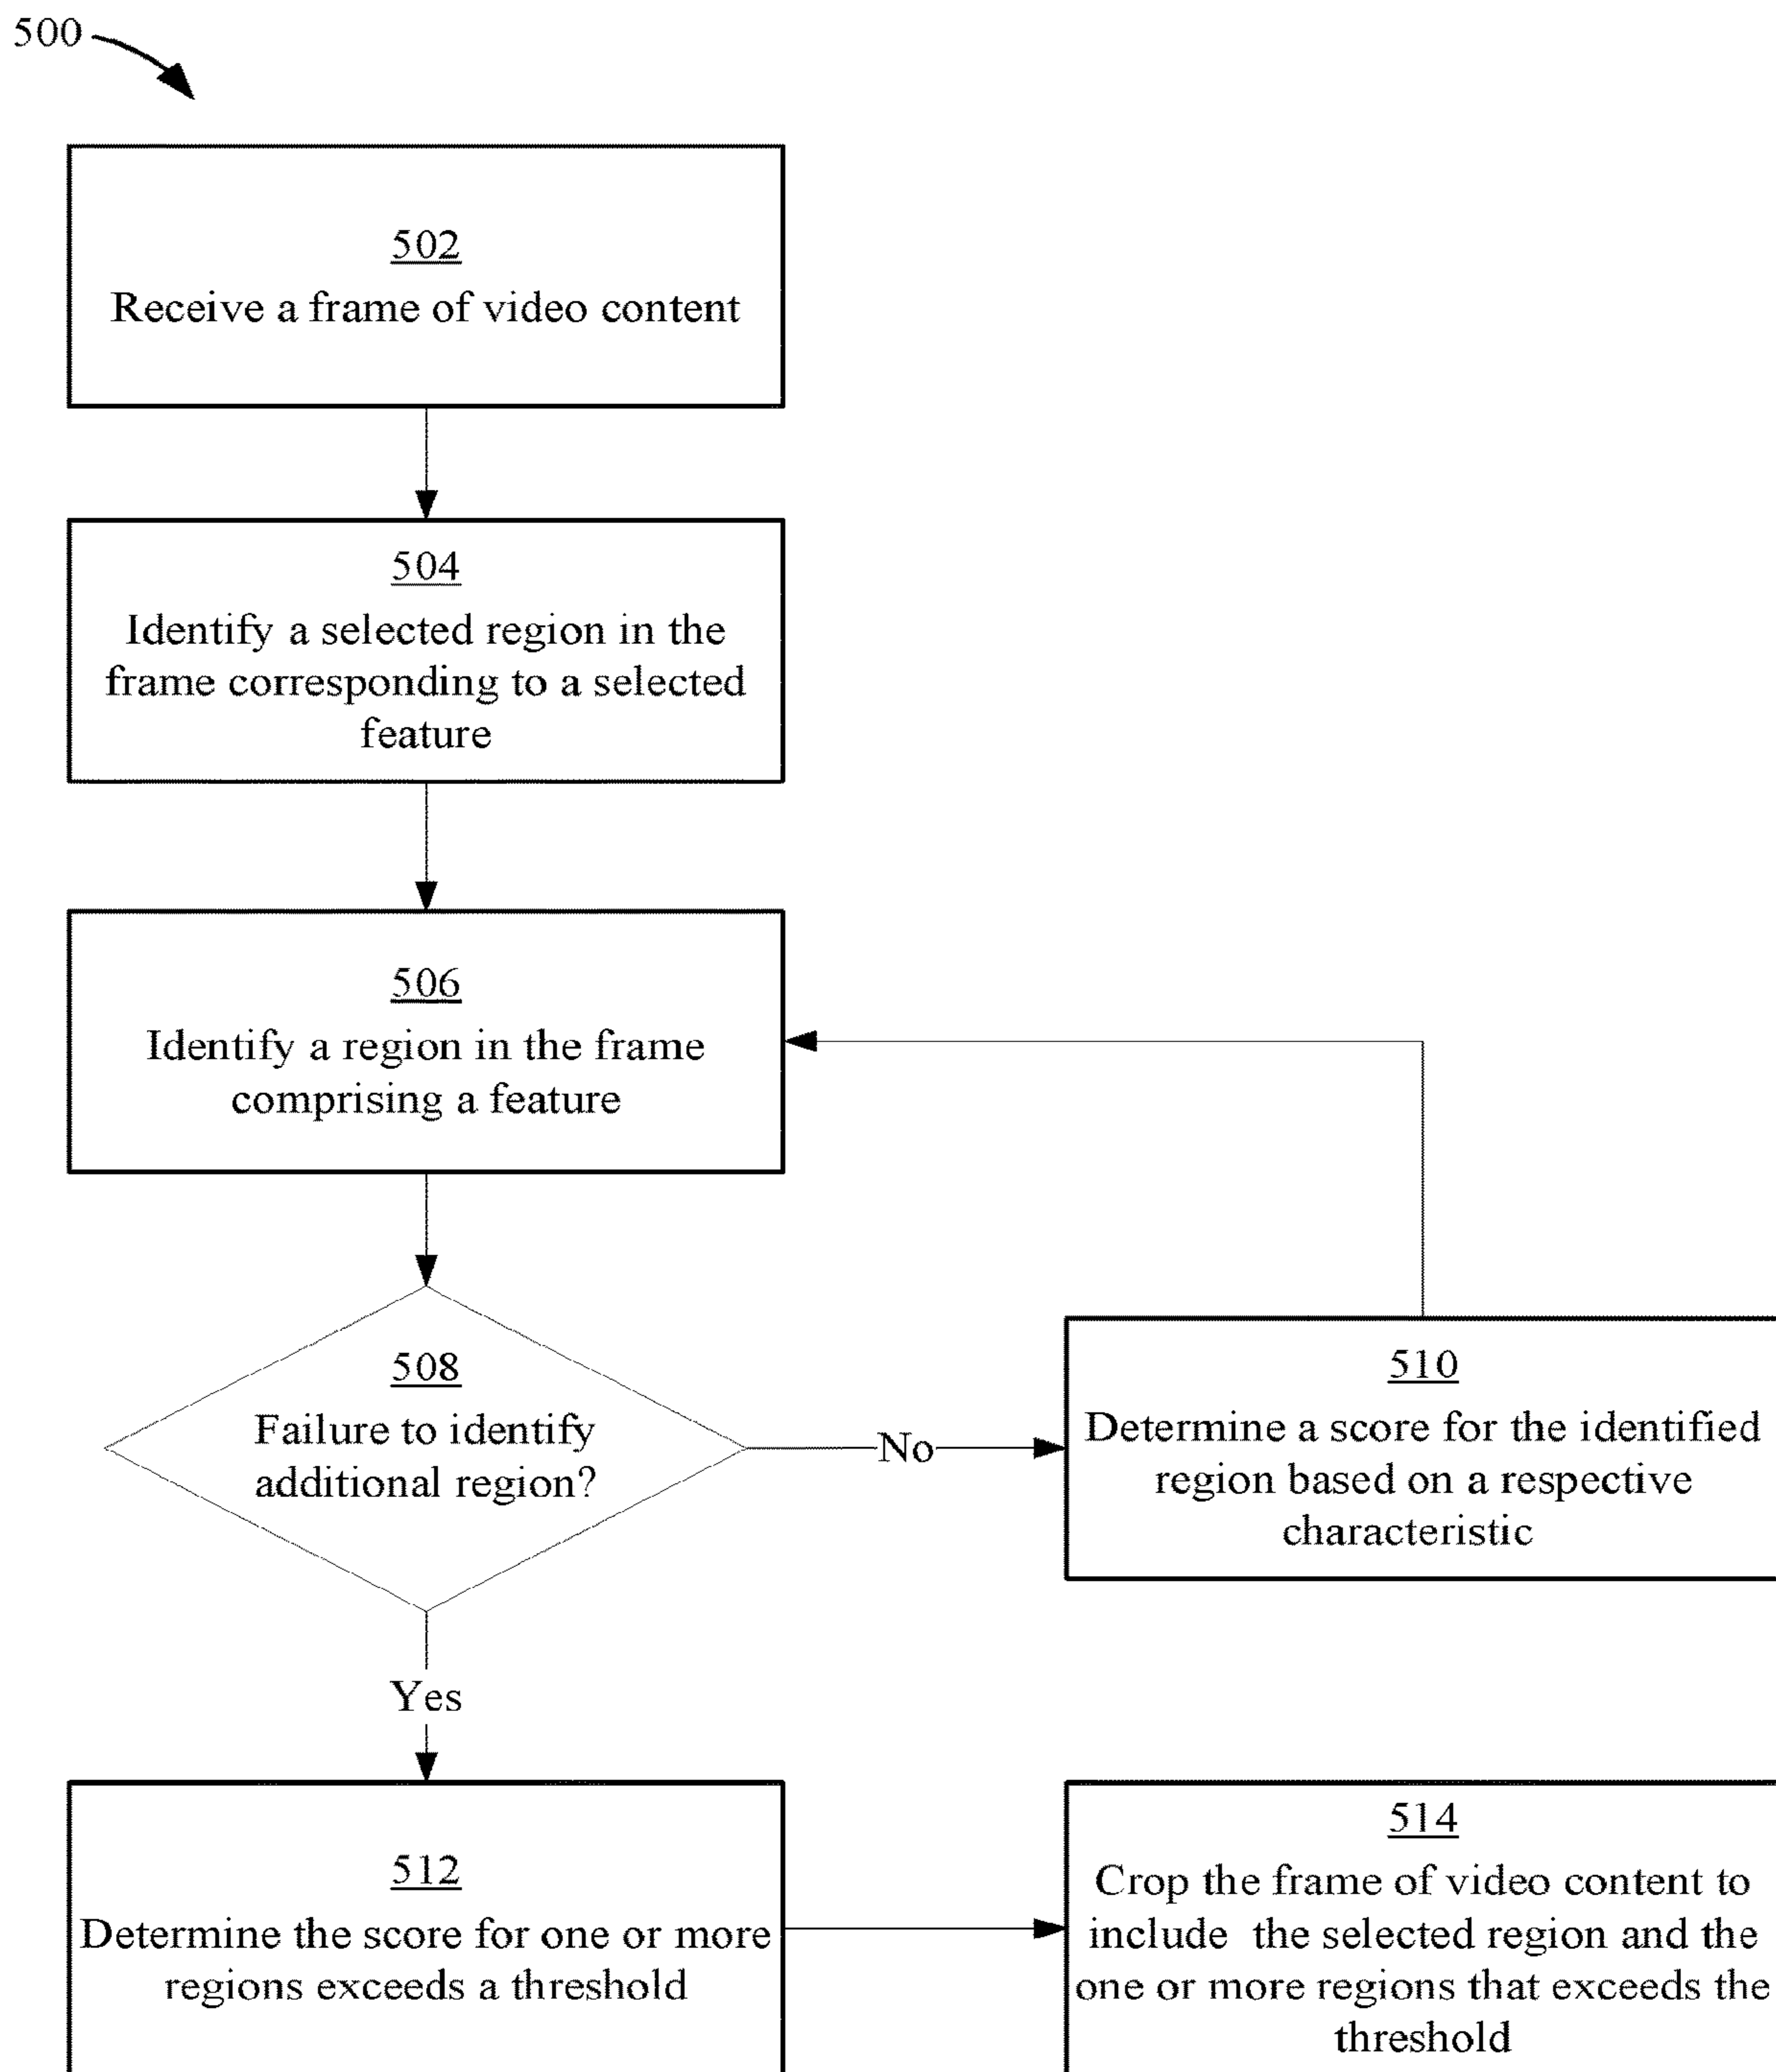 500
502
Receive a frame of video content
504
Identify a selected region in the
frame corresponding to a selected
feature
506
Identify a region in the frame
comprising a feature
508
Failure to identify
additional region?
No
510
Determine a score for the identified
region based on a respective
characteristic
Yes
512
Determine the score for one or more
regions exceeds a threshold
514
Crop the frame of video content to
include the selected region and the
one or more regions that exceeds the
threshold